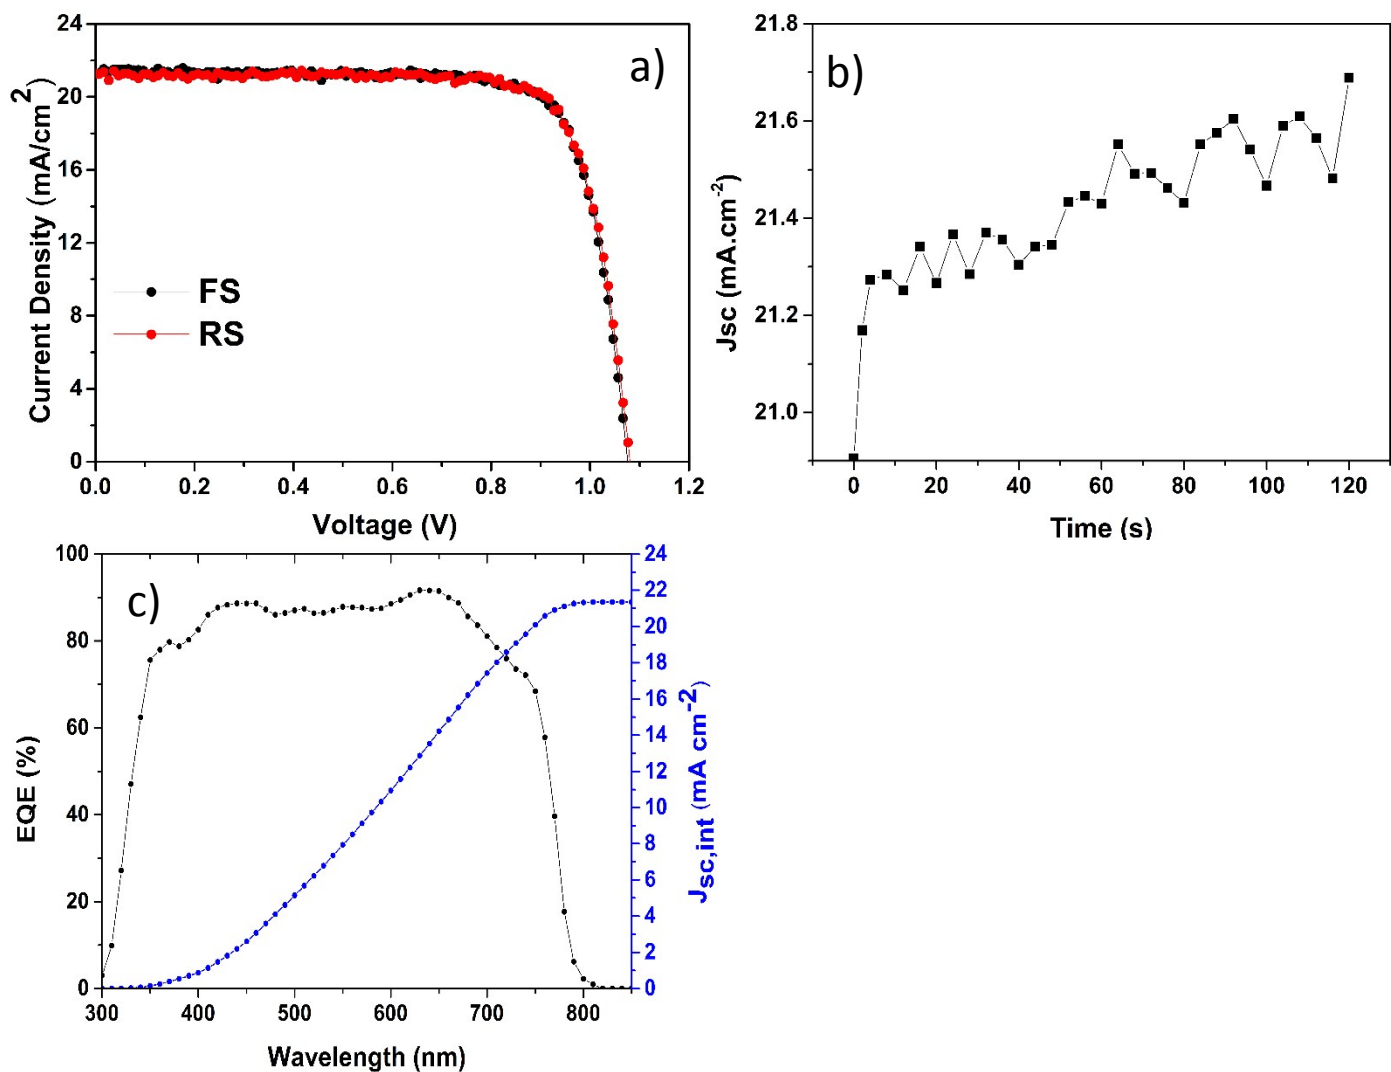 24
20
16
12
8
4
0
Current Density (mA/cm2
a)
FS
RS
0.0 0.2 0.4 0.6 0.8 1.0 1.2
Voltage (V)
21.8
21.6
21.4
21.2
21.0
Jsc (mA.cm-2)
b)
0 20 40 60 80 100 120
Time (s)
100
80
60
40
20
0
EQE (%)
c)
24
22
20
18
16
14
12
10
8
6
4
2
0
Jsc,int (mA cm-2)
300 400 500 600 700 800
Wavelength (nm)